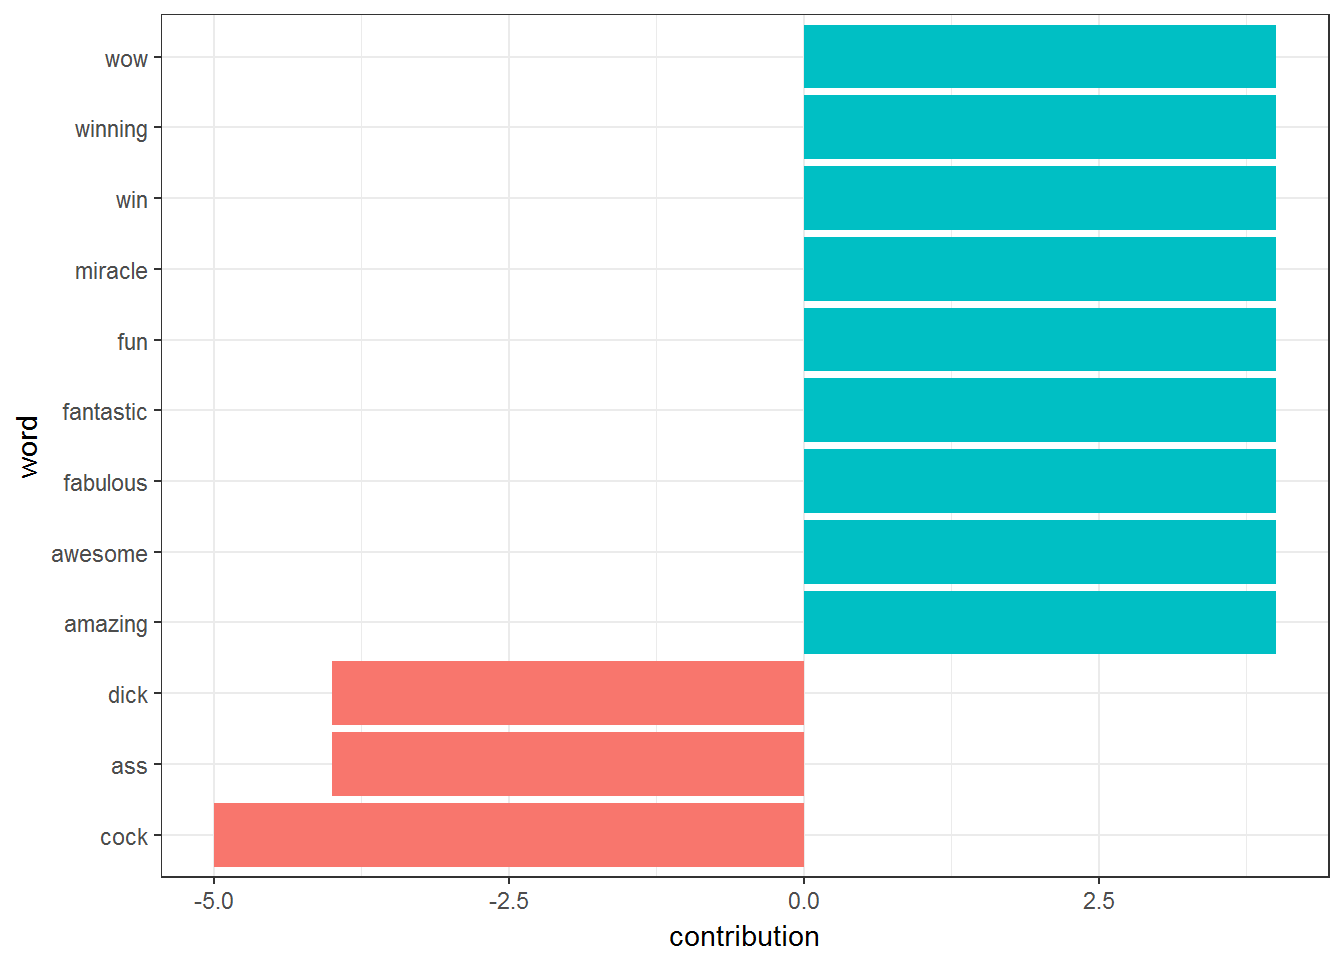 wow
winning
win
miracle
fun
fantastic
fabulous
awesome
amazing
dick
ass
cock
word
-5.0 -2.5 0.0 2.5
contribution